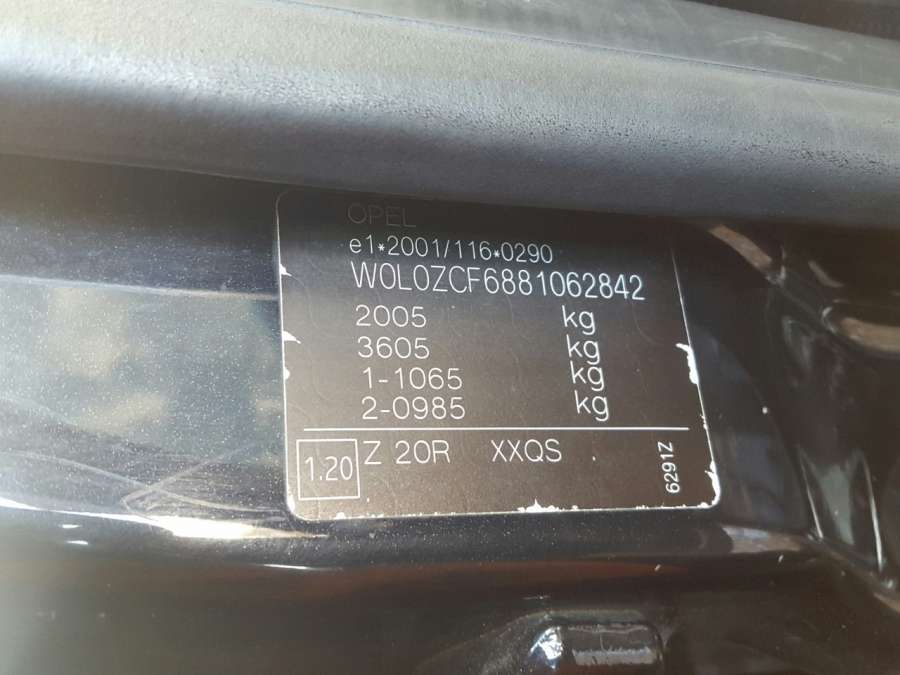 OPEL
e1*2001/116*0290
W0L0ZCF6881062842
2005 kg
3605 kg
1-1065 kg
2-0985 kg
1.20 Z 20R XXQS
6291Z